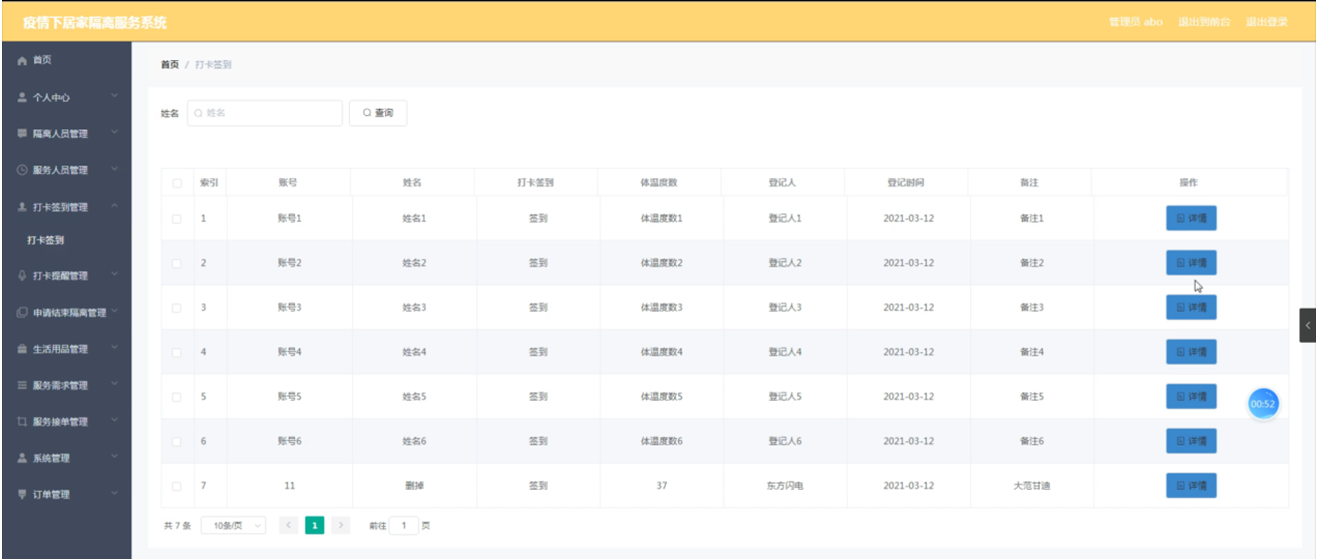 疫情下居家隔离服务系统
管理员 abo 退出到前台 退出登录
首页
个人中心
隔离人员管理
服务人员管理
打卡签到管理
打卡签到
打卡提醒管理
申请结束隔离管理
生活用品管理
服务需求管理
服务接单管理
系统管理
订单管理
首页 / 打卡签到
姓名 姓名 查询
索引 账号 姓名 打卡签到 体温度数 登记人 登记时间 备注 操作
1 账号1 姓名1 签到 体温度数1 登记人1 2021-03-12 备注1 详情
2 账号2 姓名2 签到 体温度数2 登记人2 2021-03-12 备注2 详情
3 账号3 姓名3 签到 体温度数3 登记人3 2021-03-12 备注3 详情
4 账号4 姓名4 签到 体温度数4 登记人4 2021-03-12 备注4 详情
5 账号5 姓名5 签到 体温度数5 登记人5 2021-03-12 备注5 详情
6 账号6 姓名6 签到 体温度数6 登记人6 2021-03-12 备注6 详情
7 11 删掉 签到 37 东方闪电 2021-03-12 大范甘迪 详情
00:52
共 7 条 10条/页 < 1 > 前往 1 页